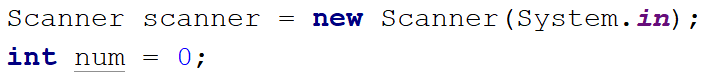 Scanner scanner = new Scanner(System.in);
int num = 0;